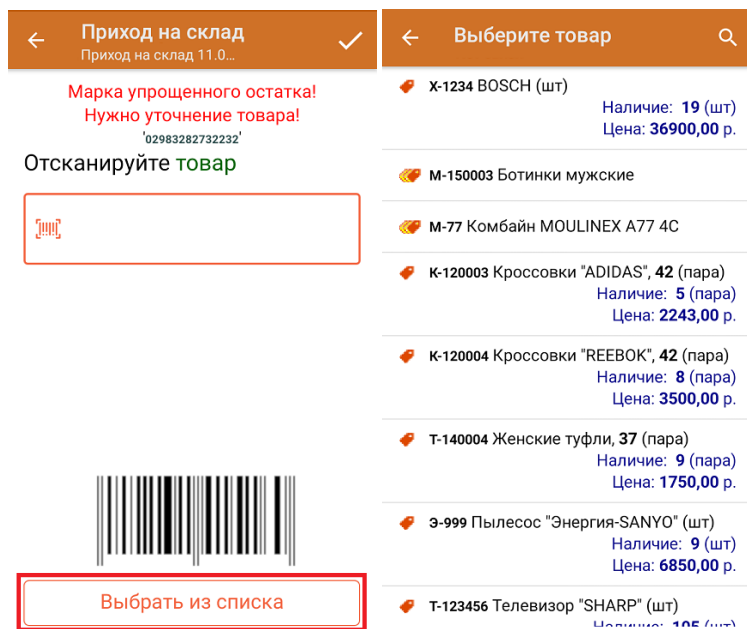 Приход на склад
Приход на склад 11.0...
Марка упрощенного остатка!
Нужно уточнение товара!
'02983282732232'
Отсканируйте товар
Выбрать из списка
Выберите товар
X-1234 BOSCH (шт)
Наличие: 19 (шт)
Цена: 36900,00 р.
М-150003 Ботинки мужские
М-77 Комбайн MOULINEX A77 4C
К-120003 Кроссовки "ADIDAS", 42 (пара)
Наличие: 5 (пара)
Цена: 2243,00 р.
К-120004 Кроссовки "REEBOK", 42 (пара)
Наличие: 8 (пара)
Цена: 3500,00 р.
Т-140004 Женские туфли, 37 (пара)
Наличие: 9 (пара)
Цена: 1750,00 р.
Э-999 Пылесос "Энергия-SANYO" (шт)
Наличие: 9 (шт)
Цена: 6850,00 р.
Т-123456 Телевизор "SHARP" (шт)
Наличие: 105 (шт)